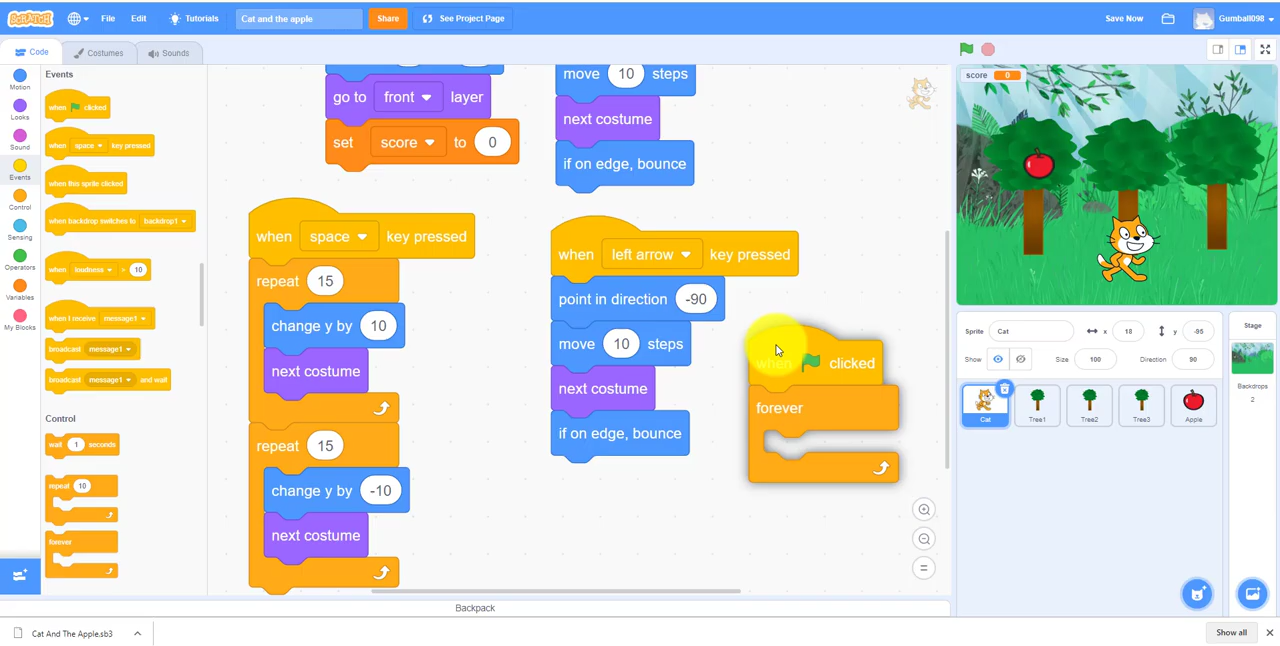 SCRATCH File Edit Tutorials Cat and the apple Share See Project Page Save Now Gumball098
Code Costumes Sounds
Motion
Looks
Sound
Events
Control
Sensing
Operators
Variables
My Blocks
Events
when clicked
when space key pressed
when this sprite clicked
when backdrop switches to backdrop1
when loudness > 10
when I receive message1
broadcast message1
broadcast message1 and wait
Control
wait 1 seconds
repeat 10
forever
go to front layer
set score to 0
move 10 steps
next costume
if on edge, bounce
when space key pressed
repeat 15
change y by 10
next costume
repeat 15
change y by -10
next costume
when left arrow key pressed
point in direction -90
move 10 steps
next costume
if on edge, bounce
when clicked
forever
score 0
Sprite Cat x 18 y -95
Show Size 100 Direction 90
Cat Tree1 Tree2 Tree3 Apple
Stage
Backdrops
2
Backpack
Cat And The Apple.sb3 Show all